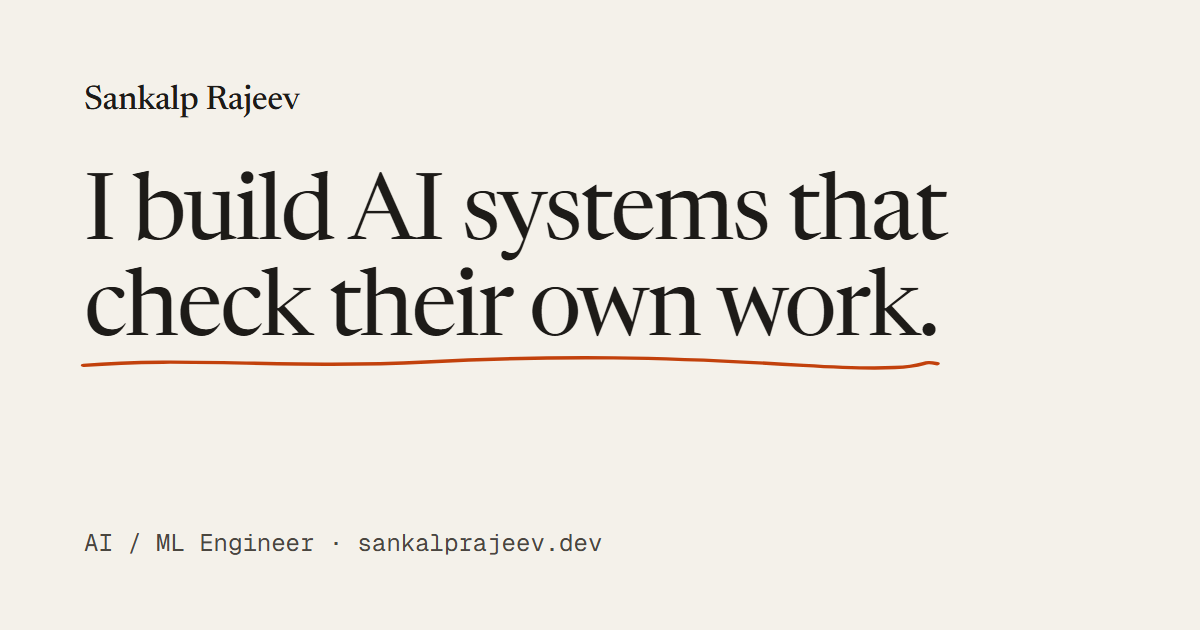 Sankalp Rajeev
I build AI systems that
check their own work.
AI / ML Engineer · sankalprajeev.dev